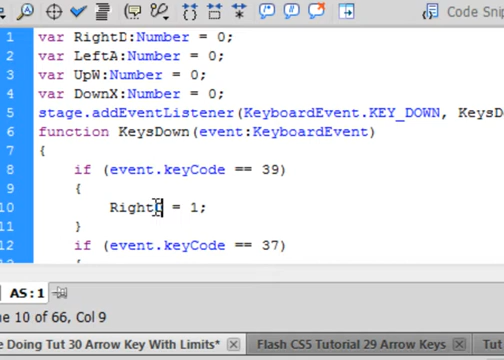 Code Snip
1 var RightD:Number = 0;
2 var LeftA:Number = 0;
3 var UpW:Number = 0;
4 var DownX:Number = 0;
5 stage.addEventListener(KeyboardEvent.KEY_DOWN, KeysD
6 function KeysDown(event:KeyboardEvent)
7 {
8 if (event.keyCode == 39)
9 {
10 RightD = 1;
11 }
12 if (event.keyCode == 37)
AS:1
ne 10 of 66, Col 9
e Doing Tut 30 Arrow Key With Limits* Flash CS5 Tutorial 29 Arrow Keys Tut